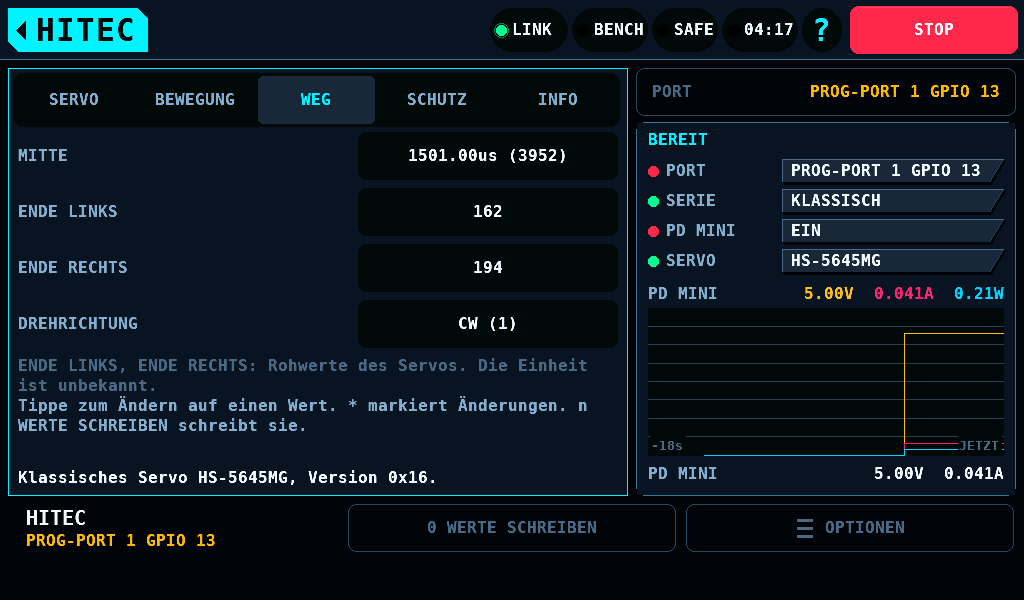 HITEC
LINK
BENCH
SAFE
04:17
?
STOP
SERVO
BEWEGUNG
WEG
SCHUTZ
INFO
MITTE
1501.00us (3952)
ENDE LINKS
162
ENDE RECHTS
194
DREHRICHTUNG
CW (1)
ENDE LINKS, ENDE RECHTS: Rohwerte des Servos. Die Einheit
ist unbekannt.
Tippe zum Ändern auf einen Wert. * markiert Änderungen. n
WERTE SCHREIBEN schreibt sie.
Klassisches Servo HS-5645MG, Version 0x16.
PORT
PROG-PORT 1 GPIO 13
BEREIT
PORT
PROG-PORT 1 GPIO 13
SERIE
KLASSISCH
PD MINI
EIN
SERVO
HS-5645MG
PD MINI 5.00V 0.041A 0.21W
-18s
JETZT
PD MINI 5.00V 0.041A
HITEC
PROG-PORT 1 GPIO 13
0 WERTE SCHREIBEN
OPTIONEN